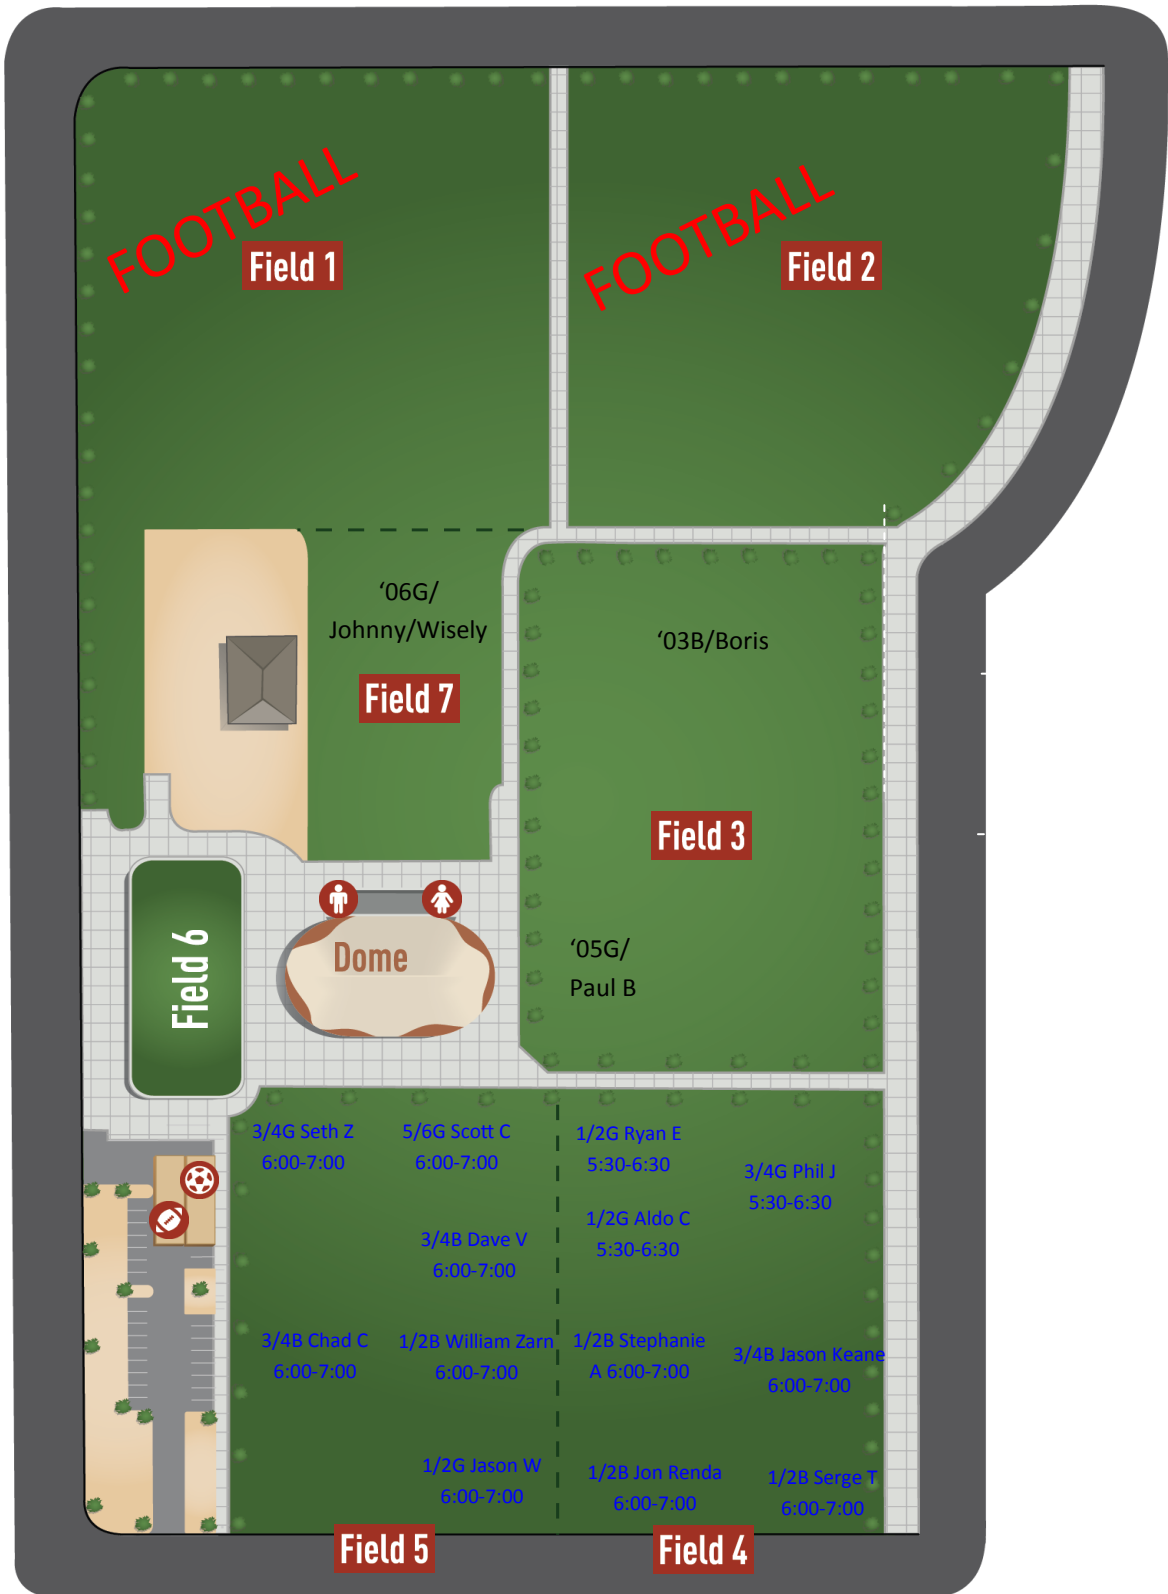 FOOTBALL
Field 1
FOOTBALL
Field 2
‘06G/
Johnny/Wisely
Field 7
‘03B/Boris
Field 3
‘05G/
Paul B
Field 6
Dome
3/4G Seth Z
6:00-7:00
5/6G Scott C
6:00-7:00
1/2G Ryan E
5:30-6:30
3/4G Phil J
5:30-6:30
1/2G Aldo C
5:30-6:30
3/4B Dave V
6:00-7:00
3/4B Chad C
6:00-7:00
1/2B William Zarn
6:00-7:00
1/2B Stephanie
A 6:00-7:00
3/4B Jason Keane
6:00-7:00
1/2G Jason W
6:00-7:00
1/2B Jon Renda
6:00-7:00
1/2B Serge T
6:00-7:00
Field 5
Field 4